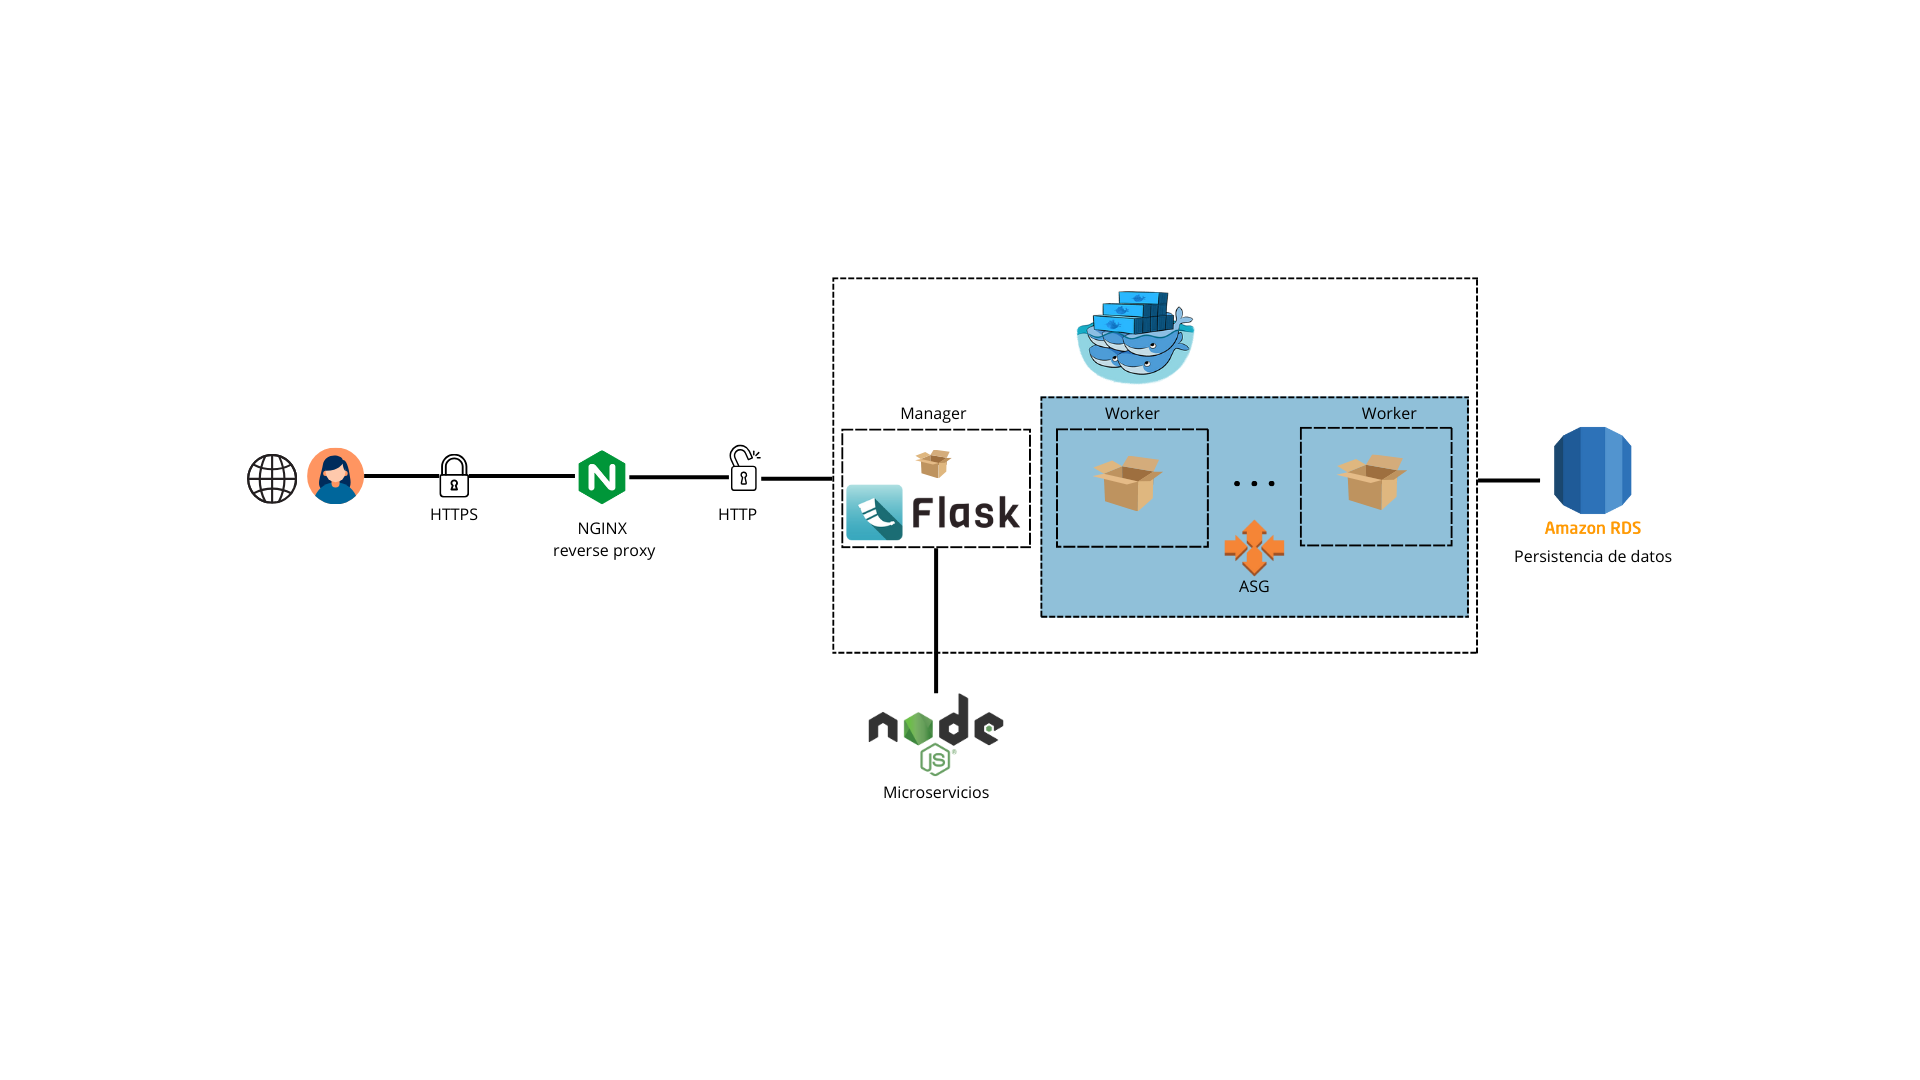 HTTPS
NGINX
reverse proxy
HTTP
Manager
Flask
Worker
...
Worker
ASG
Amazon RDS
Persistencia de datos
node
JS
Microservicios